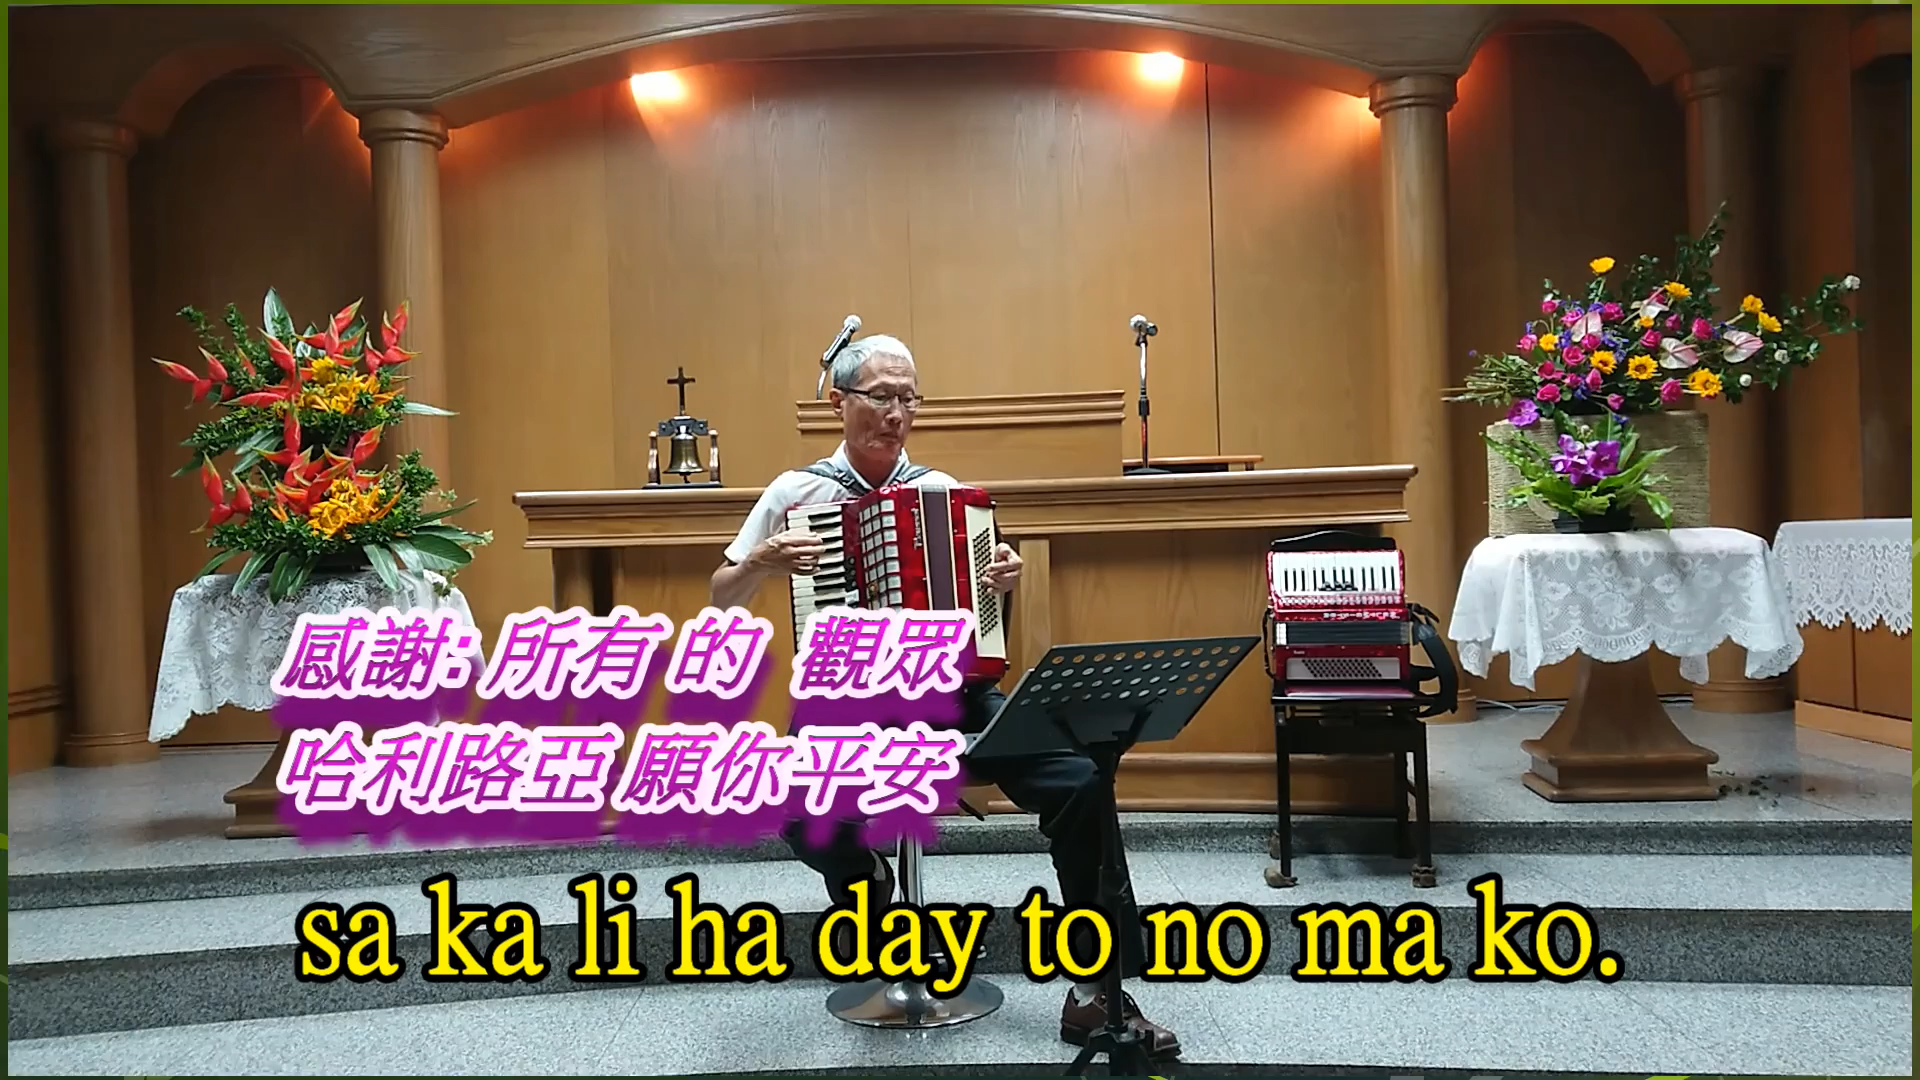 感謝: 所有 的 觀眾
哈利路亞 願你平安
sa ka li ha day to no ma ko.